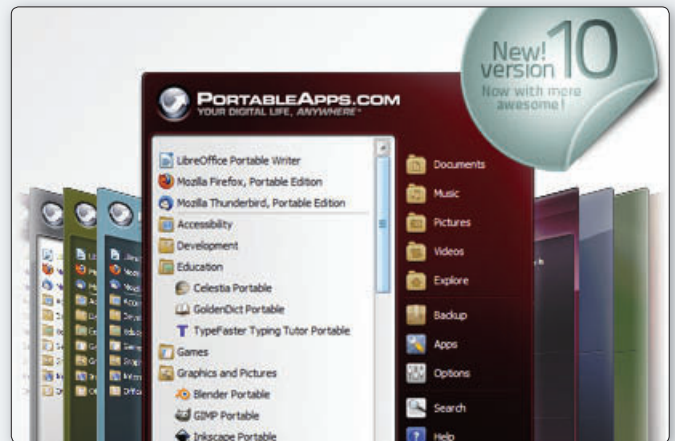 New!
version 10
Now with more
awesome!
PORTABLEAPPS.COM
YOUR DIGITAL LIFE, ANYWHERE
LibreOffice Portable Writer
Mozilla Firefox, Portable Edition
Mozilla Thunderbird, Portable Edition
Accessibility
Development
Education
Celestia Portable
GoldenDict Portable
TypeFaster Typing Tutor Portable
Games
Graphics and Pictures
Blender Portable
GIMP Portable
Inkscape Portable
Documents
Music
Pictures
Videos
Explore
Backup
Apps
Options
Search
Help